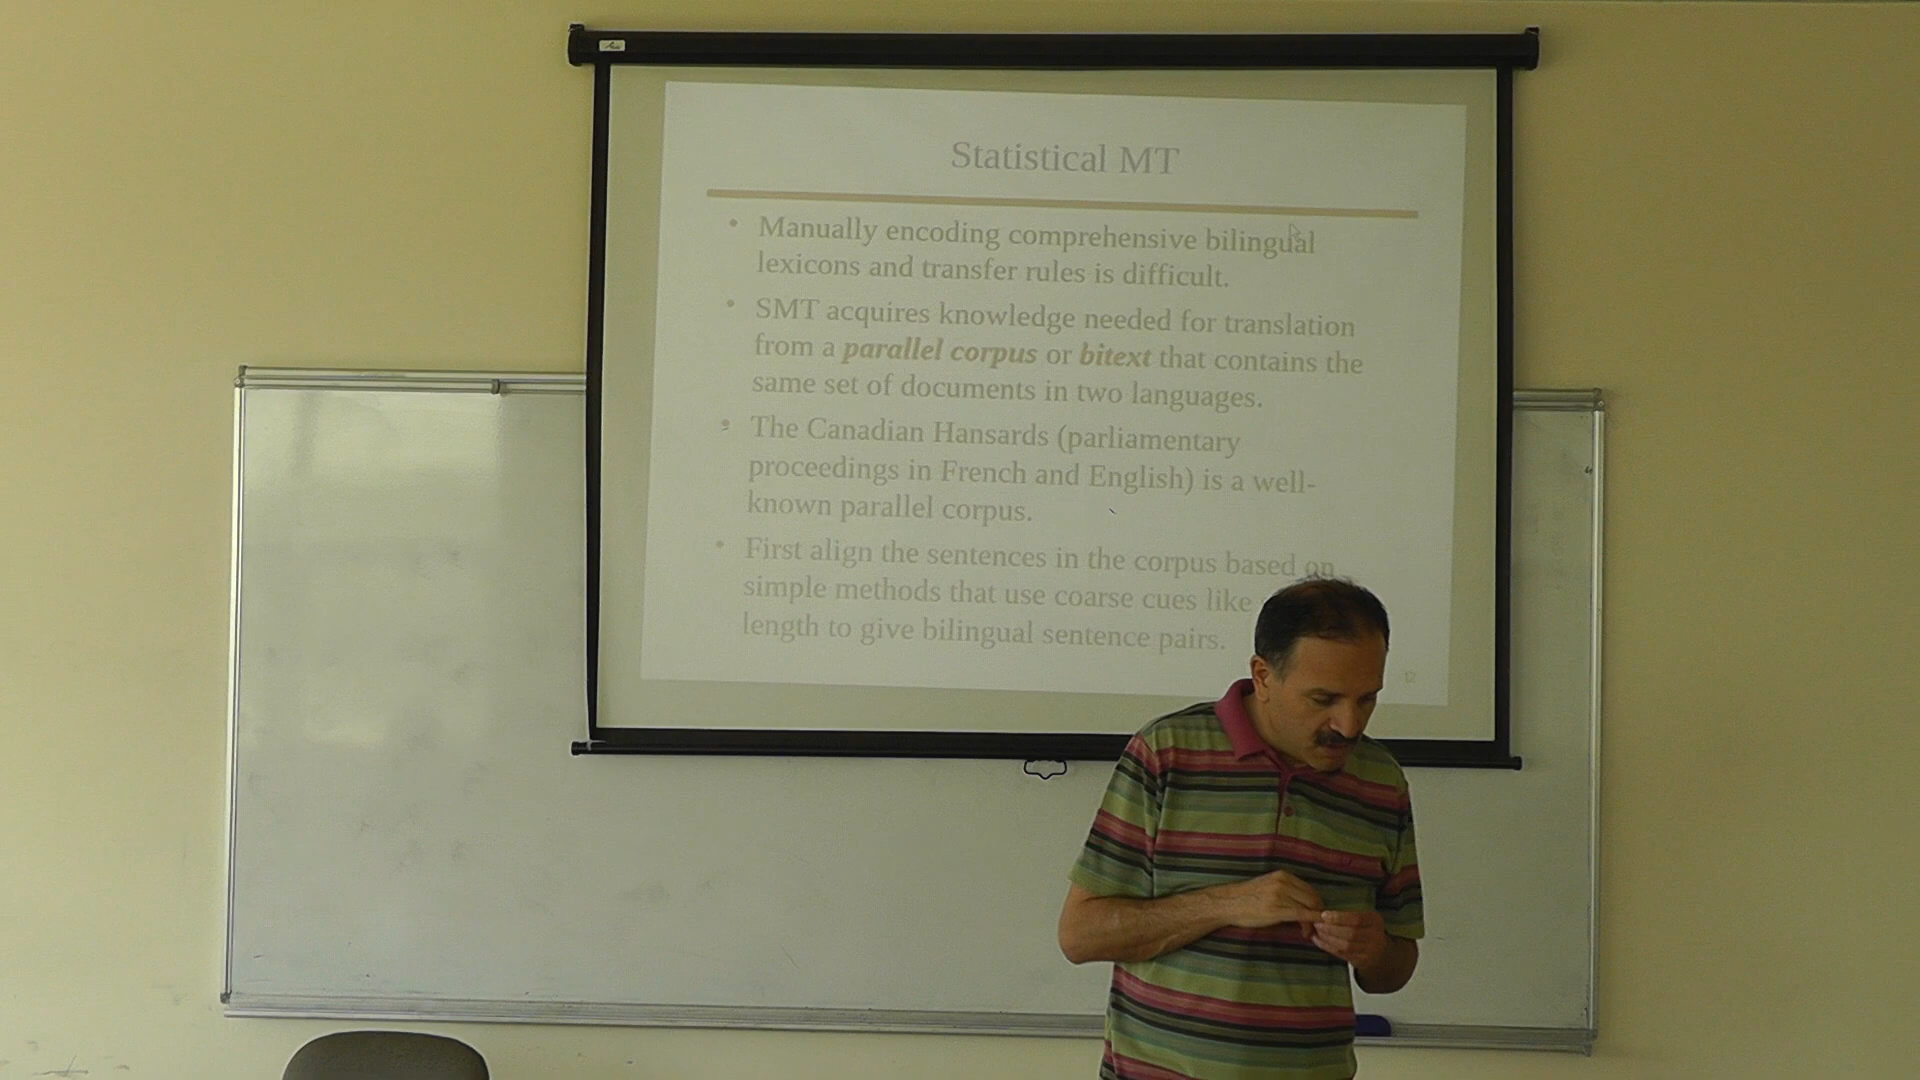 Statistical MT
• Manually encoding comprehensive bilingual
lexicons and transfer rules is difficult.
• SMT acquires knowledge needed for translation
from a parallel corpus or bitext that contains the
same set of documents in two languages.
• The Canadian Hansards (parliamentary
proceedings in French and English) is a well-
known parallel corpus.
• First align the sentences in the corpus based on
simple methods that use coarse cues like
length to give bilingual sentence pairs.
12